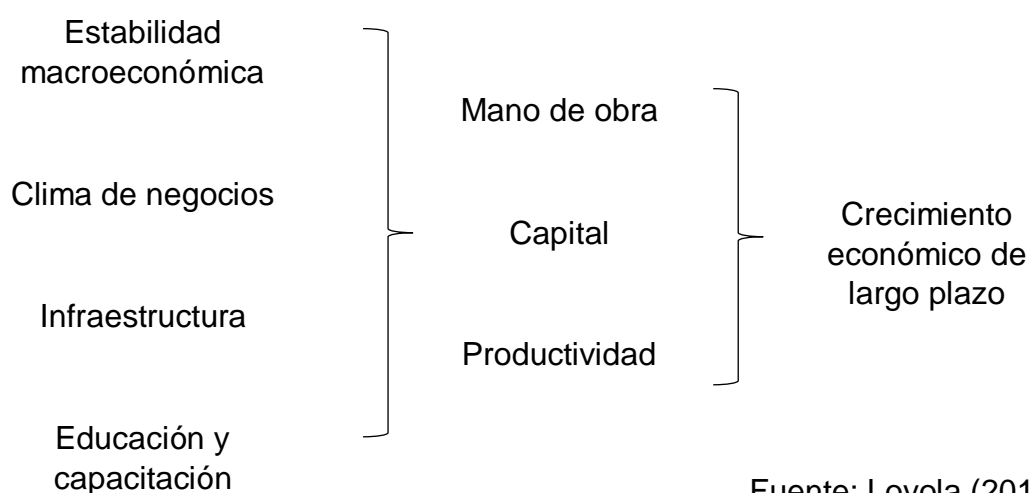 Estabilidad
macroeconómica
Clima de negocios
Infraestructura
Educación y
capacitación
Mano de obra
Capital
Productividad
Crecimiento
económico de
largo plazo
Fuente: Loyola (201